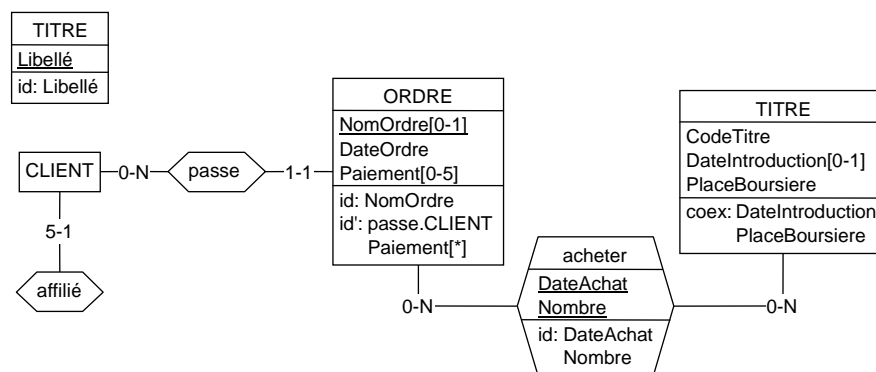 TITRE
Libellé
id: Libellé
CLIENT
0-N
passe
1-1
5-1
affilié
ORDRE
NomOrdre[0-1]
DateOrdre
Paiement[0-5]
id: NomOrdre
id': passe.CLIENT
Paiement[*]
0-N
acheter
DateAchat
Nombre
id: DateAchat
Nombre
0-N
TITRE
CodeTitre
DateIntroduction[0-1]
PlaceBoursiere
coex: DateIntroduction
PlaceBoursiere